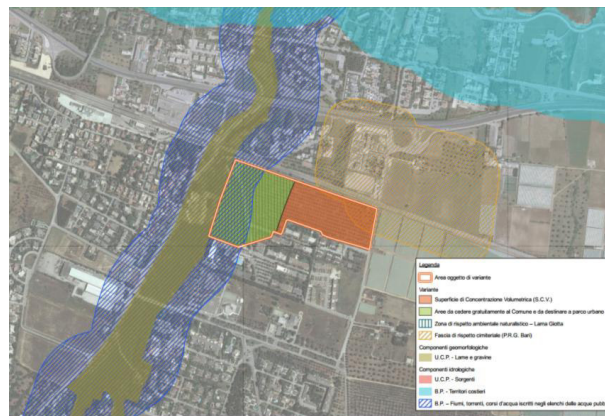 Legenda
Area oggetto di variante
Variante
Superficie di Concentrazione Volumetrica (S.C.V.)
Area da cedere gratuitamente al Comune e da destinare a parco urbano
Zona di rispetto ambientale naturalistico – Lama Giotta
Fascia di rispetto cimiteriale (P.R.G. Bari)
Componenti geomorfologiche
U.C.P. - Lame e gravine
Componenti idrologiche
U.C.P. - Sorgenti
B.P. - Territori costieri
B.P. – Fiumi, torrenti, corsi d'acqua iscritti negli elenchi delle acque pubbl